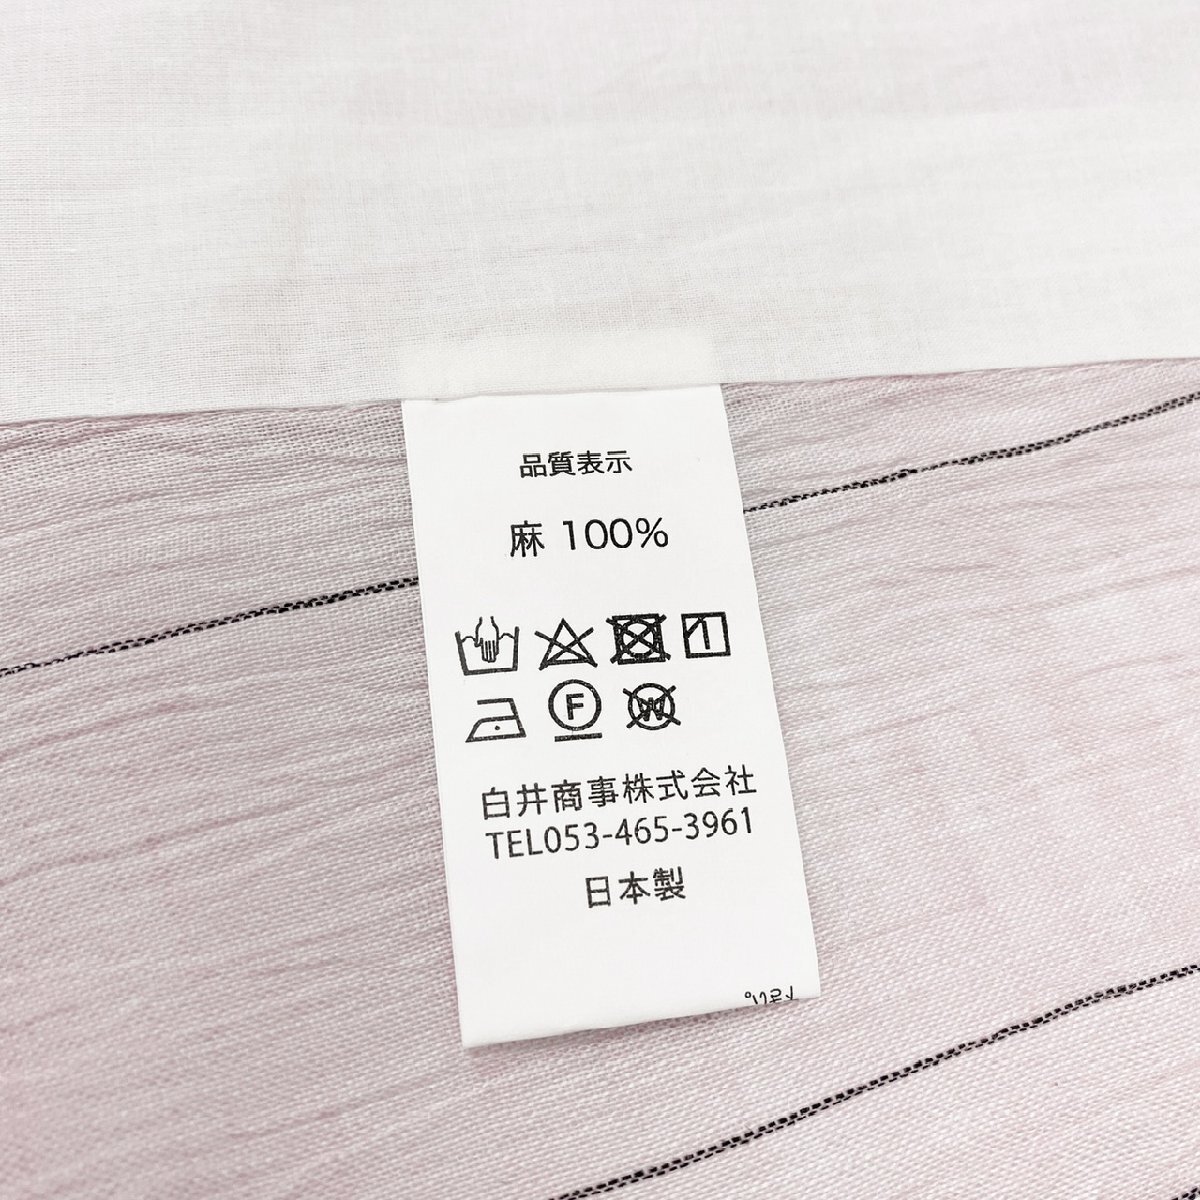 品質表示
麻 100%
F
W
白井商事株式会社
TEL053-465-3961
日本製